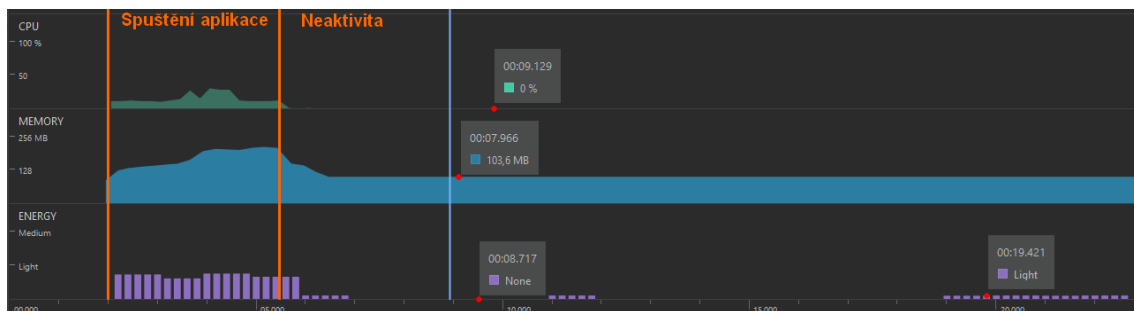 Spuštění aplikace
Neaktivita
CPU
100 %
50
00:09.129
0 %
MEMORY
256 MB
128
00:07.966
103,6 MB
ENERGY
Medium
Light
00:08.717
None
00:19.421
Light
00.000
05.000
10.000
15.000
20.000